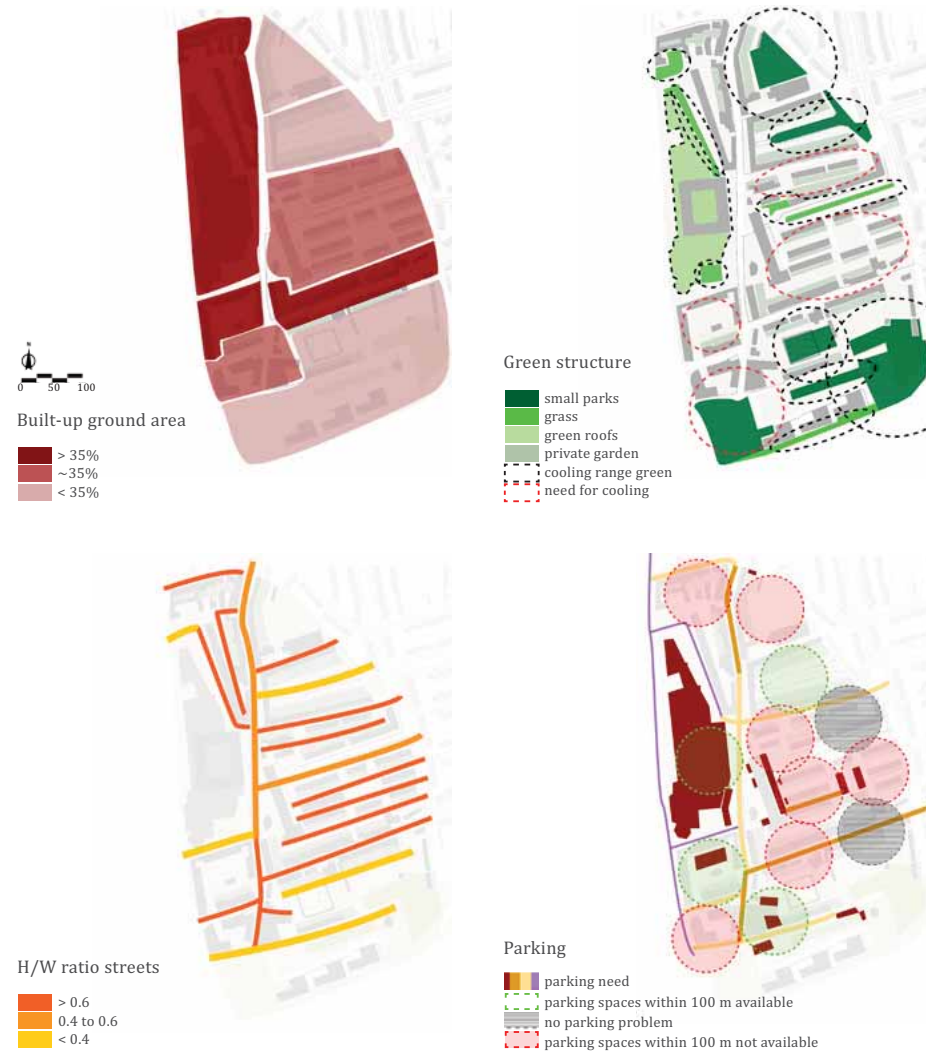 N
0 50 100
Built-up ground area
> 35%
~35%
< 35%
Green structure
small parks
grass
green roofs
private garden
cooling range green
need for cooling
H/W ratio streets
> 0.6
0.4 to 0.6
< 0.4
Parking
parking need
parking spaces within 100 m available
no parking problem
parking spaces within 100 m not available